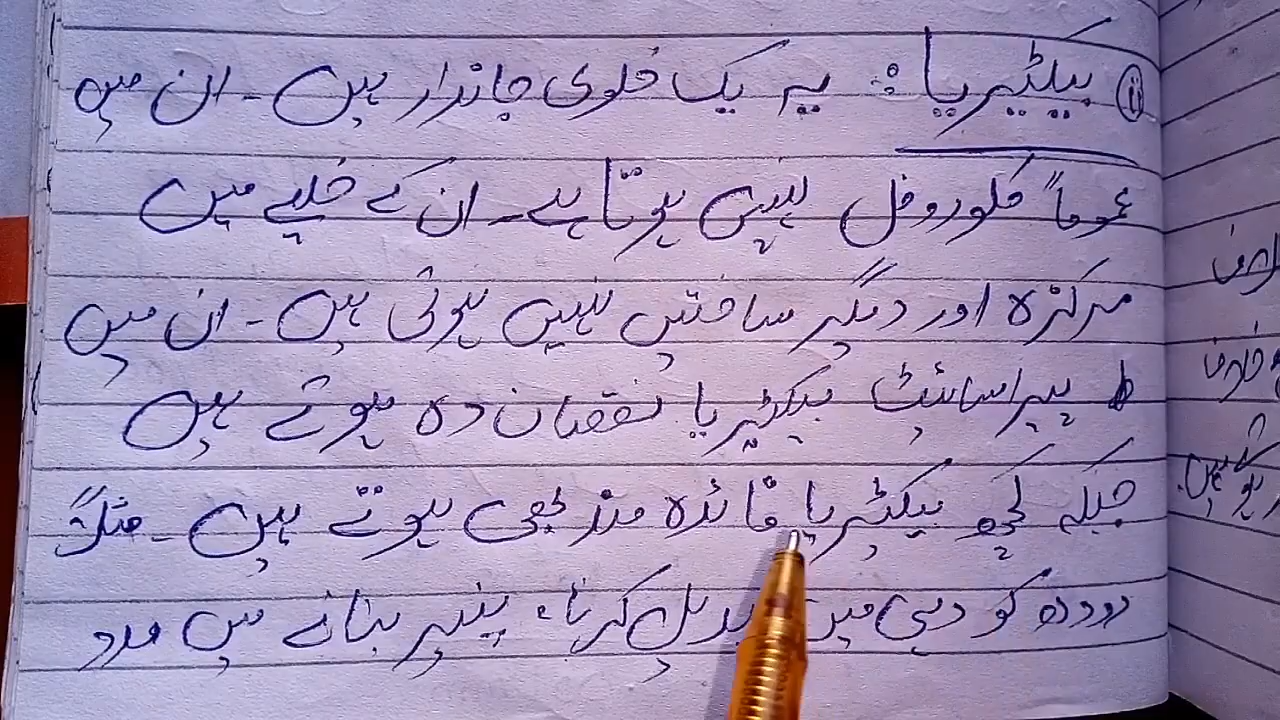 (ii) بیکٹیریا: یہ یک خلوی جاندار ہیں۔ ان میں
عموماً کلوروفل نہیں ہوتا ہے۔ ان کے خلیے میں
مرکزہ اور دیگر ساختیں نہیں ہوتی ہیں۔ ان میں
پیراسائٹ بیکٹیریا نقصان دہ ہوتے ہیں
جبکہ کچھ بیکٹیریا فائدہ مند بھی ہوتے ہیں۔ مثلاً
دودھ کو دہی میں کرنا، پنیر بنانے میں مدد